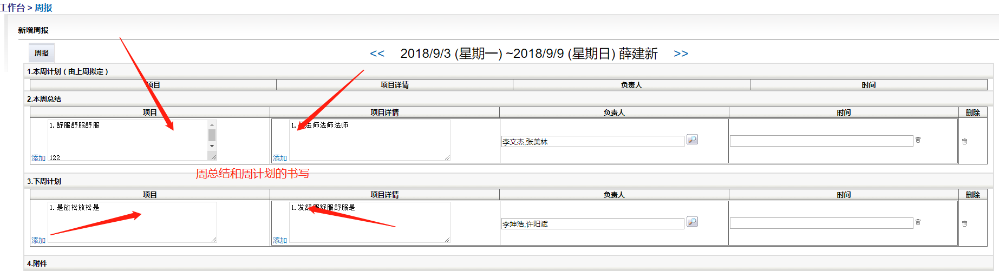 工作台 > 周报
新增周报
周报
<< 2018/9/3 (星期一) ~2018/9/9 (星期日) 薛建新 >>
1.本周计划（由上周拟定）
项目 项目详情 负责人 时间
2.本周总结
项目 项目详情 负责人 时间 删除
1.舒服舒服舒服
122
添加
1.法师法师法师
添加
李文杰,张美林
周总结和周计划的书写
3.下周计划
项目 项目详情 负责人 时间 删除
1.是放松放松是
添加
1.发舒服舒服舒服是
添加
李坤浩,许阳斌
4.附件